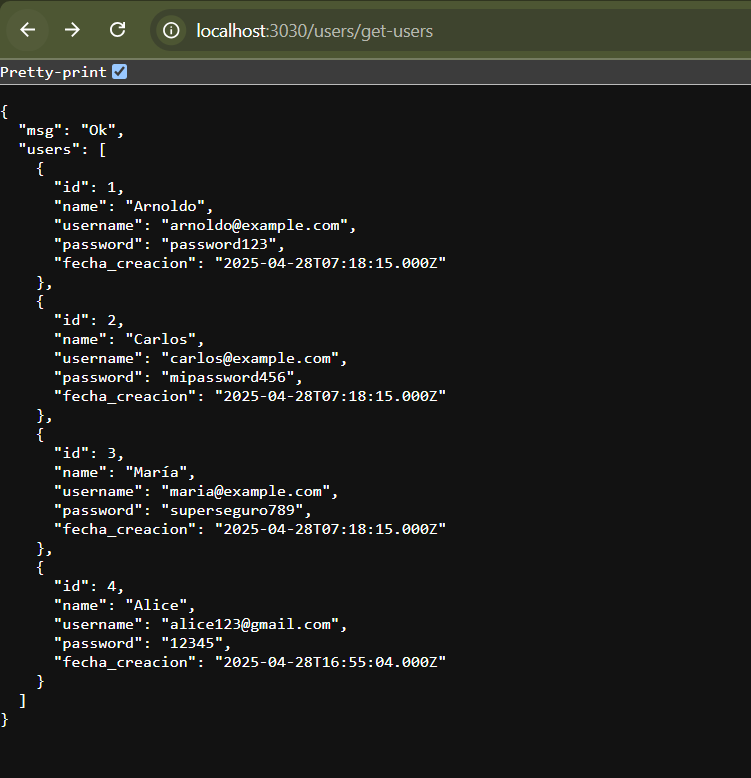 localhost:3030/users/get-users
Pretty-print
{
  "msg": "Ok",
  "users": [
    {
      "id": 1,
      "name": "Arnoldo",
      "username": "arnoldo@example.com",
      "password": "password123",
      "fecha_creacion": "2025-04-28T07:18:15.000Z"
    },
    {
      "id": 2,
      "name": "Carlos",
      "username": "carlos@example.com",
      "password": "mipassword456",
      "fecha_creacion": "2025-04-28T07:18:15.000Z"
    },
    {
      "id": 3,
      "name": "María",
      "username": "maria@example.com",
      "password": "superseguro789",
      "fecha_creacion": "2025-04-28T07:18:15.000Z"
    },
    {
      "id": 4,
      "name": "Alice",
      "username": "alice123@gmail.com",
      "password": "12345",
      "fecha_creacion": "2025-04-28T16:55:04.000Z"
    }
  ]
}